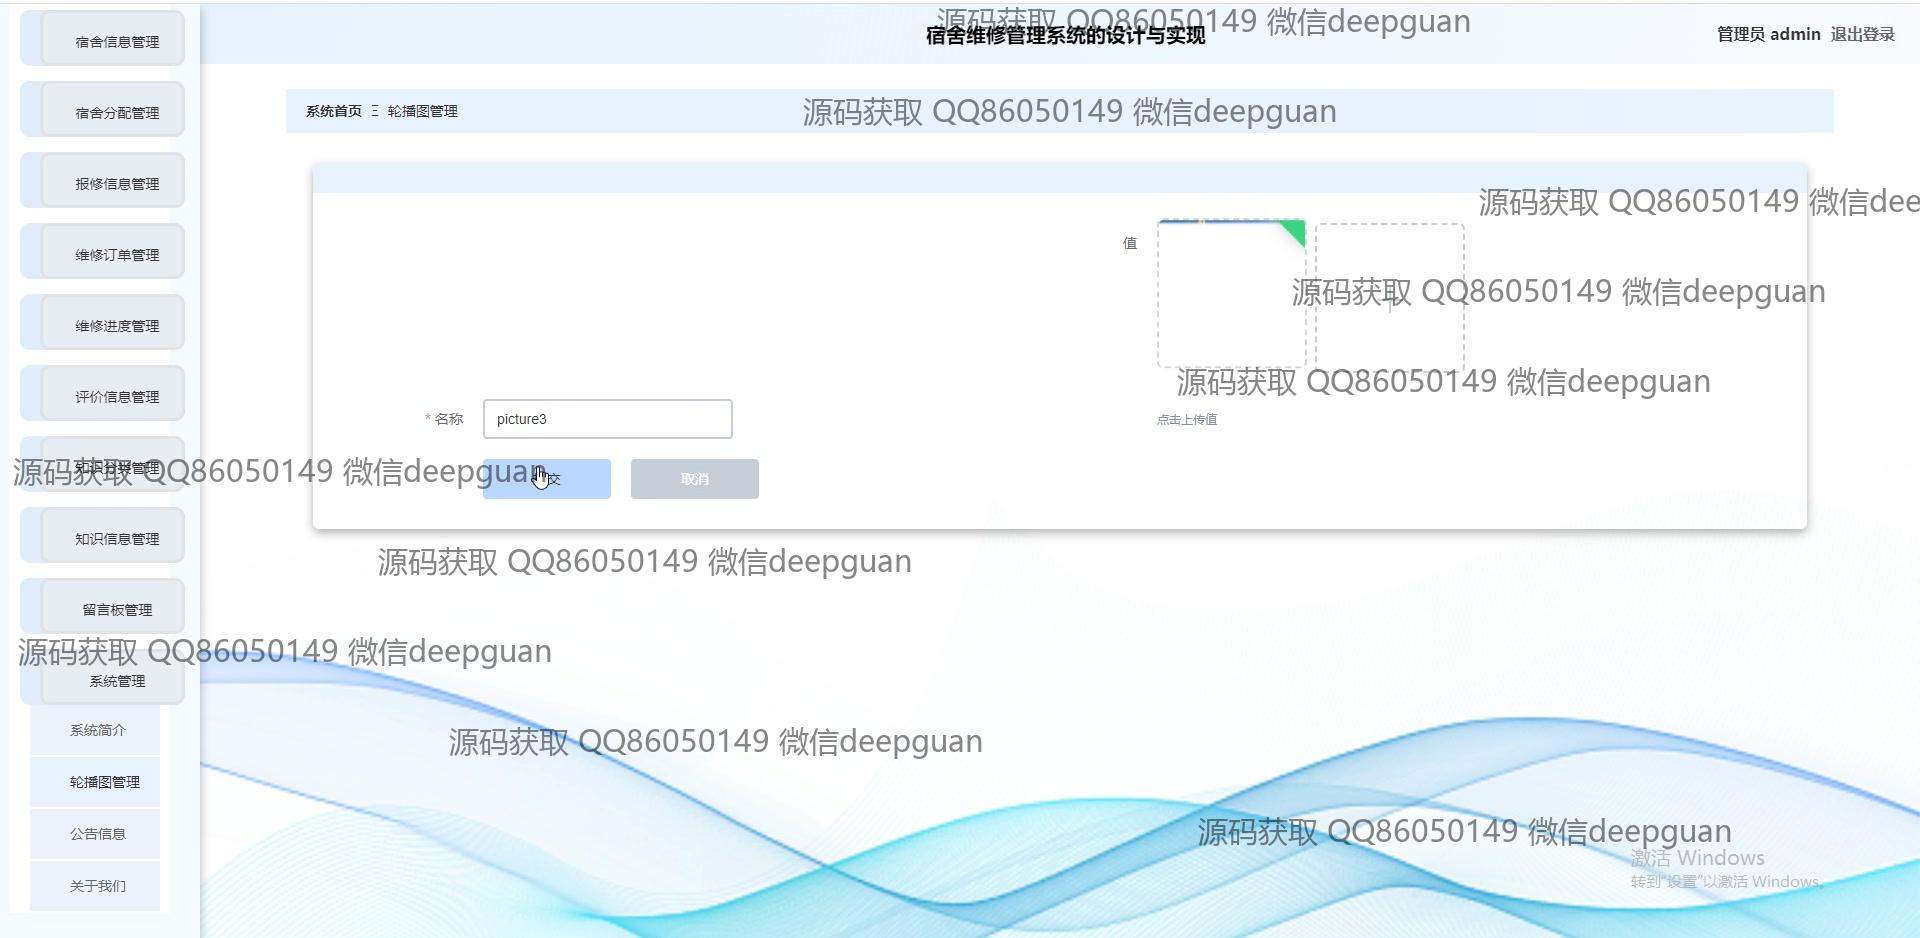 宿舍信息管理
宿舍分配管理
报修信息管理
维修订单管理
维修进度管理
评价信息管理
知识分类管理
知识信息管理
留言板管理
系统管理
系统简介
轮播图管理
公告信息
关于我们
源码获取 QQ86050149 微信deepguan
宿舍维修管理系统的设计与实现
管理员 admin 退出登录
系统首页 Ξ 轮播图管理
源码获取 QQ86050149 微信deepguan
源码获取 QQ86050149 微信dee
值
源码获取 QQ86050149 微信deepguan
源码获取 QQ86050149 微信deepguan
* 名称 picture3
点击上传值
源码获取 QQ86050149 微信deepguan
交 取消
源码获取 QQ86050149 微信deepguan
源码获取 QQ86050149 微信deepguan
源码获取 QQ86050149 微信deepguan
源码获取 QQ86050149 微信deepguan
激活 Windows
转到"设置"以激活 Windows。